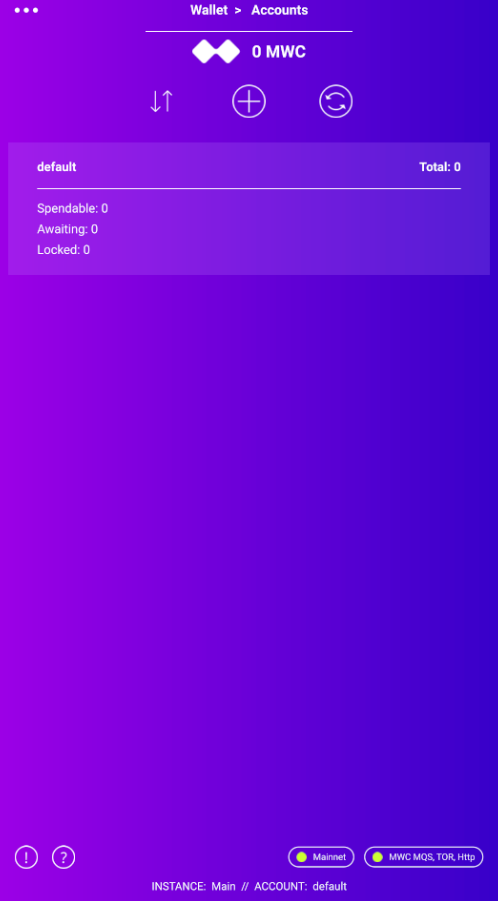 Wallet > Accounts
0 MWC
default Total: 0
Spendable: 0
Awaiting: 0
Locked: 0
! ? Mainnet MWC MQS, TOR, Http
INSTANCE: Main // ACCOUNT: default